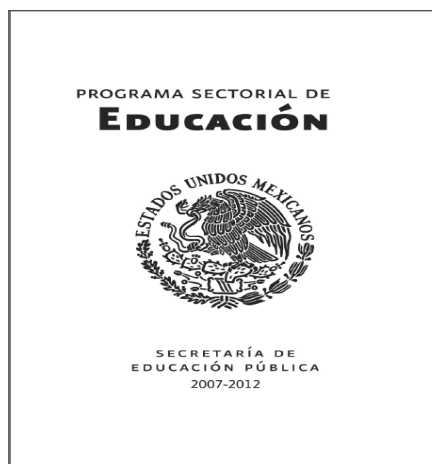 PROGRAMA SECTORIAL DE
EDUCACIÓN
ESTADOS UNIDOS MEXICANOS
SECRETARÍA DE
EDUCACIÓN PÚBLICA
2007-2012